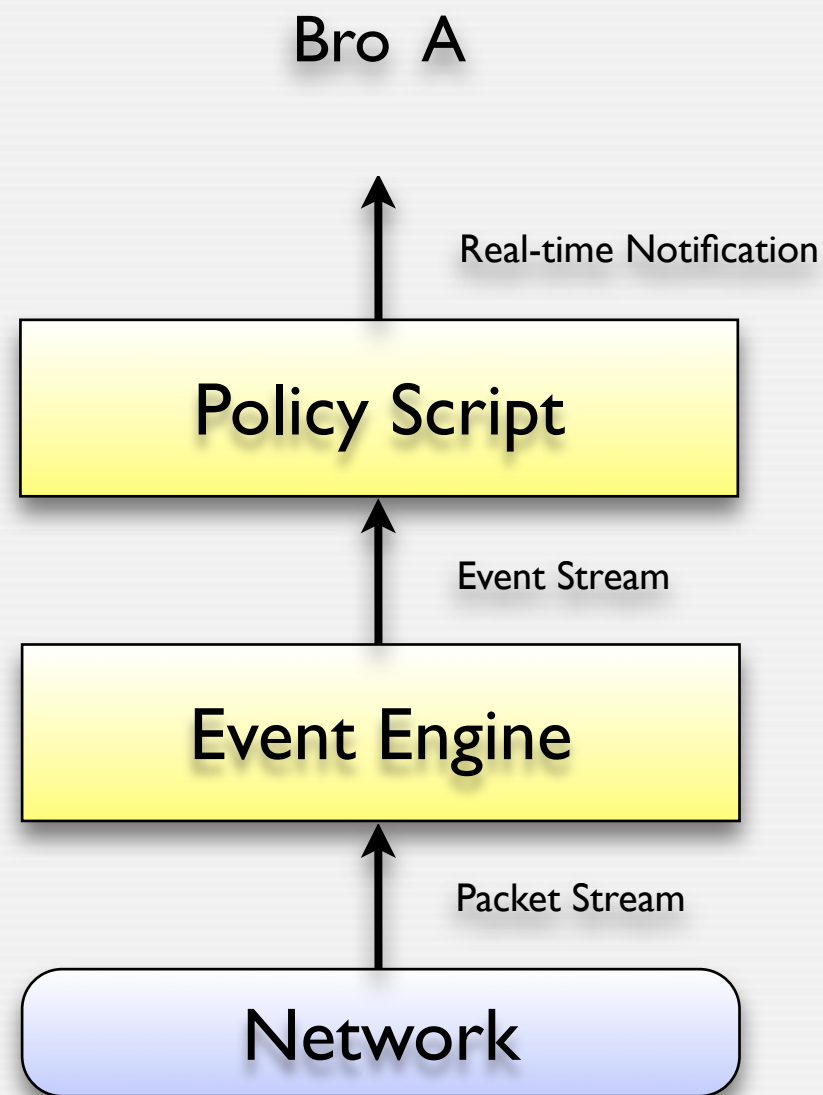 Bro A
Real-time Notification
Policy Script
Event Stream
Event Engine
Packet Stream
Network